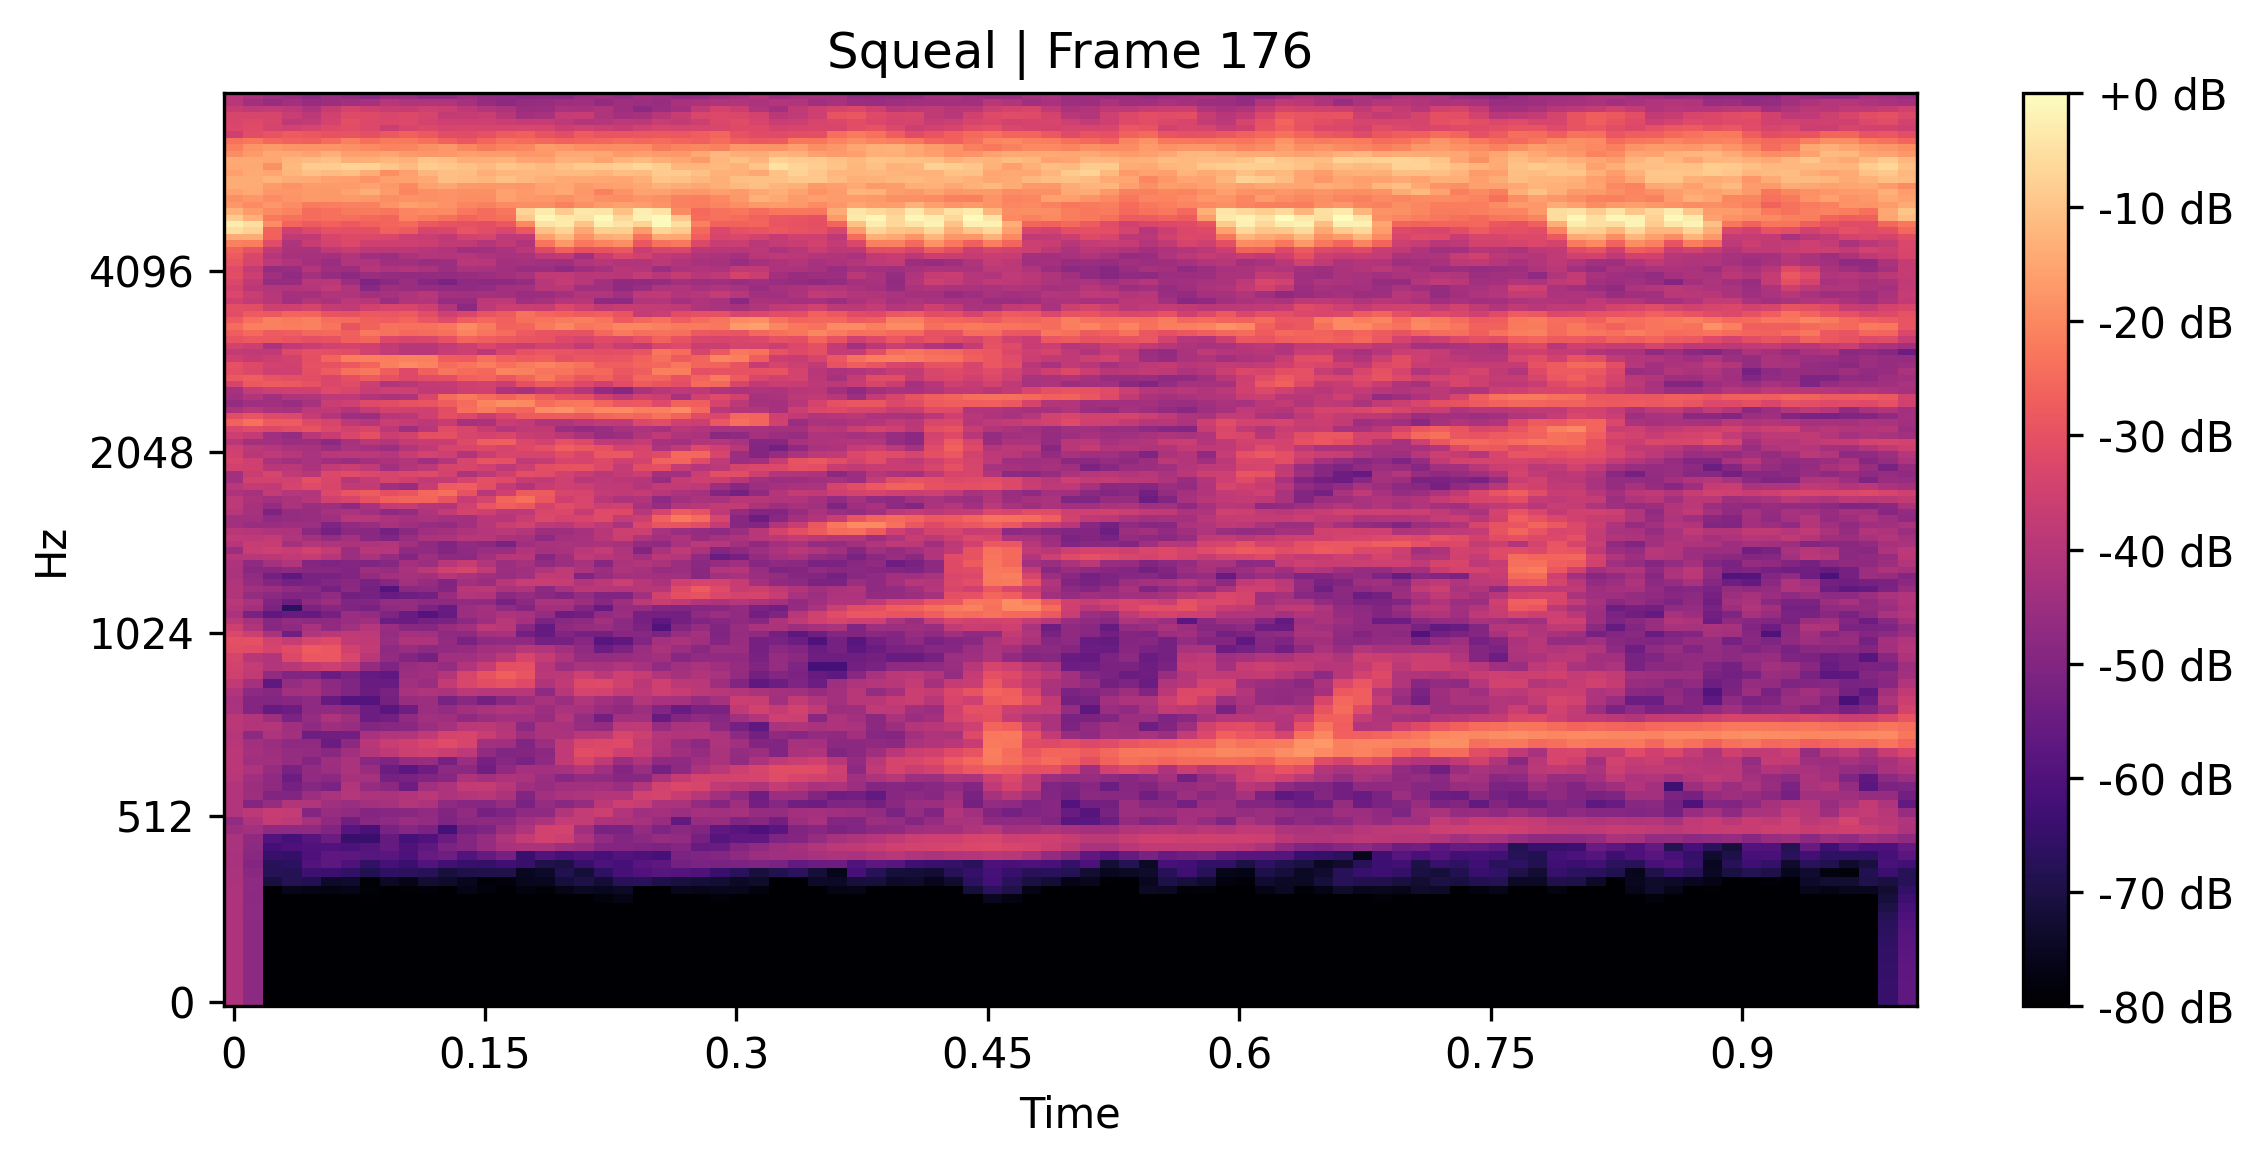 Squeal | Frame 176
Hz
4096
2048
1024
512
0
0 0.15 0.3 0.45 0.6 0.75 0.9
Time
+0 dB
-10 dB
-20 dB
-30 dB
-40 dB
-50 dB
-60 dB
-70 dB
-80 dB